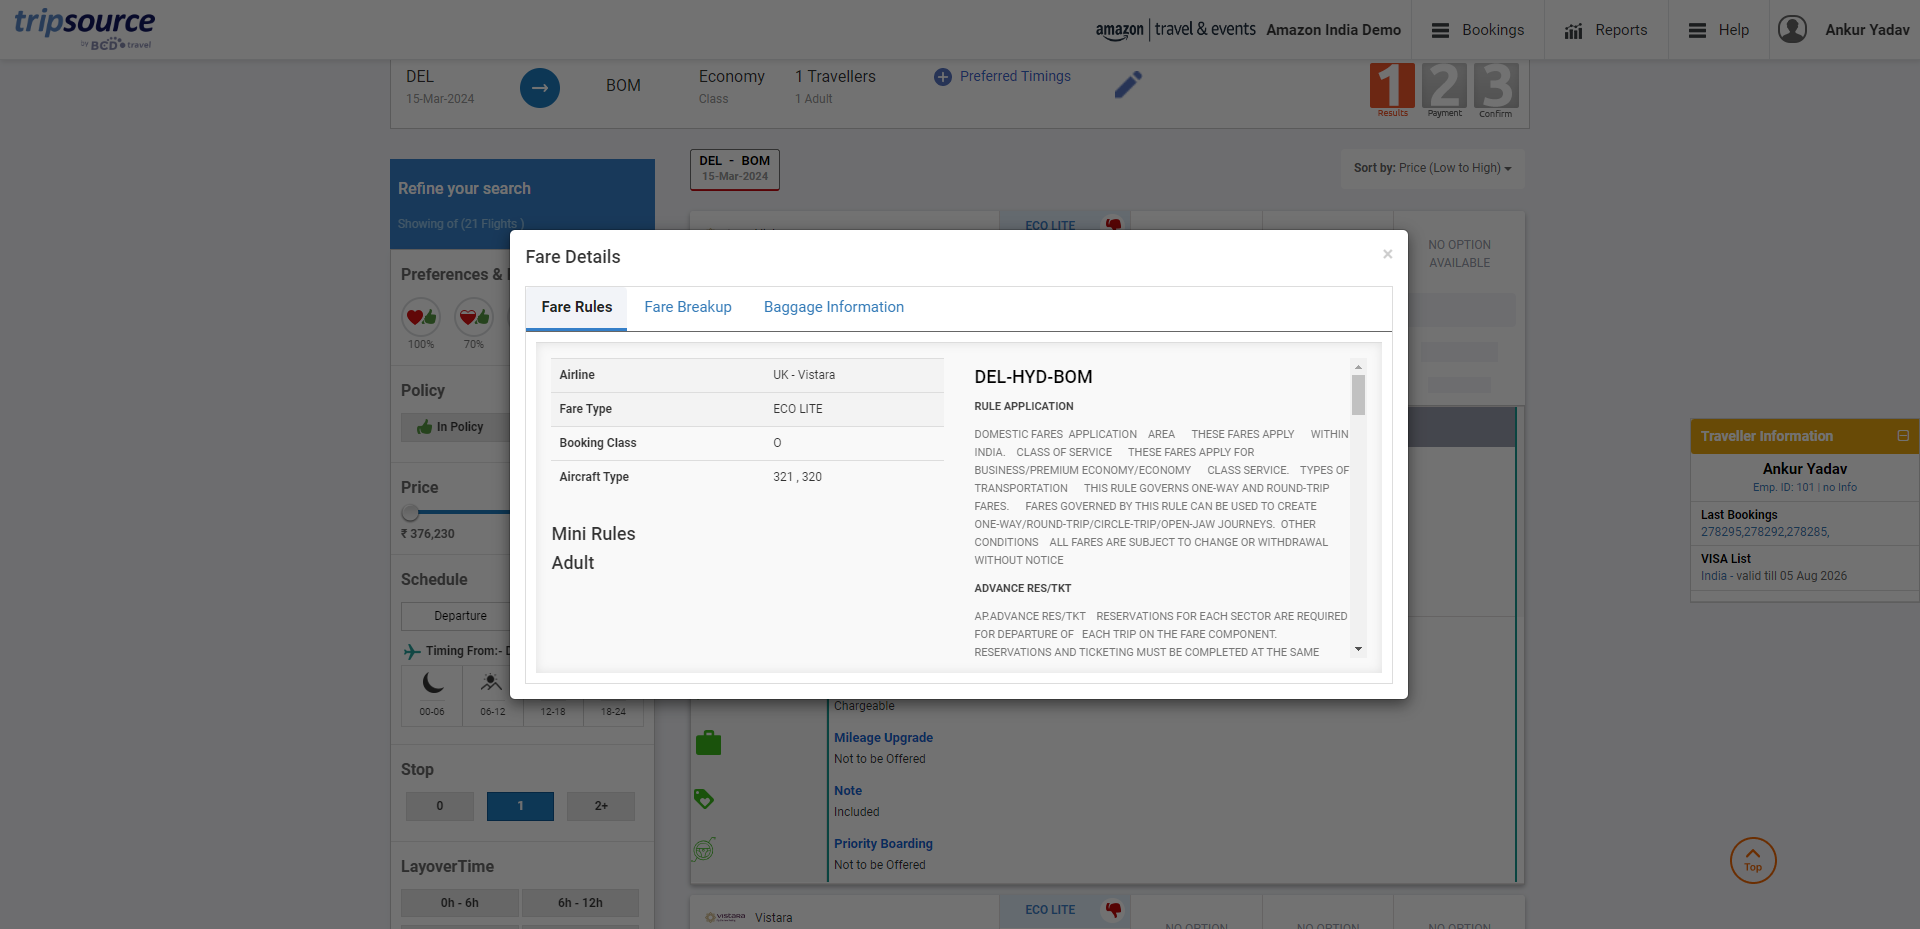 tripsource
by BCD travel
amazon | travel & events Amazon India Demo
Bookings
Reports
Help
Ankur Yadav
DEL
15-Mar-2024
BOM
Economy
Class
1 Travellers
1 Adult
Preferred Timings
1 2 3
Results Payment Confirm
Refine your search
Showing of (21 Flights )
DEL - BOM
15-Mar-2024
Sort by: Price (Low to High)
ECO LITE
NO OPTION
AVAILABLE
Preferences &
100% 70%
Policy
In Policy
Price
₹ 376,230
Schedule
Departure
Timing From:-
00-06 06-12 12-18 18-24
Stop
0 1 2+
LayoverTime
0h - 6h 6h - 12h
Fare Details
×
Fare Rules Fare Breakup Baggage Information
Airline UK - Vistara
Fare Type ECO LITE
Booking Class O
Aircraft Type 321 , 320
Mini Rules
Adult
DEL-HYD-BOM
RULE APPLICATION
DOMESTIC FARES APPLICATION AREA THESE FARES APPLY WITHIN
INDIA. CLASS OF SERVICE THESE FARES APPLY FOR
BUSINESS/PREMIUM ECONOMY/ECONOMY CLASS SERVICE. TYPES OF
TRANSPORTATION THIS RULE GOVERNS ONE-WAY AND ROUND-TRIP
FARES. FARES GOVERNED BY THIS RULE CAN BE USED TO CREATE
ONE-WAY/ROUND-TRIP/CIRCLE-TRIP/OPEN-JAW JOURNEYS. OTHER
CONDITIONS ALL FARES ARE SUBJECT TO CHANGE OR WITHDRAWAL
WITHOUT NOTICE
ADVANCE RES/TKT
AP.ADVANCE RES/TKT RESERVATIONS FOR EACH SECTOR ARE REQUIRED
FOR DEPARTURE OF EACH TRIP ON THE FARE COMPONENT.
RESERVATIONS AND TICKETING MUST BE COMPLETED AT THE SAME
Chargeable
Mileage Upgrade
Not to be Offered
Note
Included
Priority Boarding
Not to be Offered
vistara Vistara
ECO LITE
NO OPTION NO OPTION NO OPTION
Traveller Information
Ankur Yadav
Emp. ID: 101 | no Info
Last Bookings
278295,278292,278285,
VISA List
India - valid till 05 Aug 2026
Top